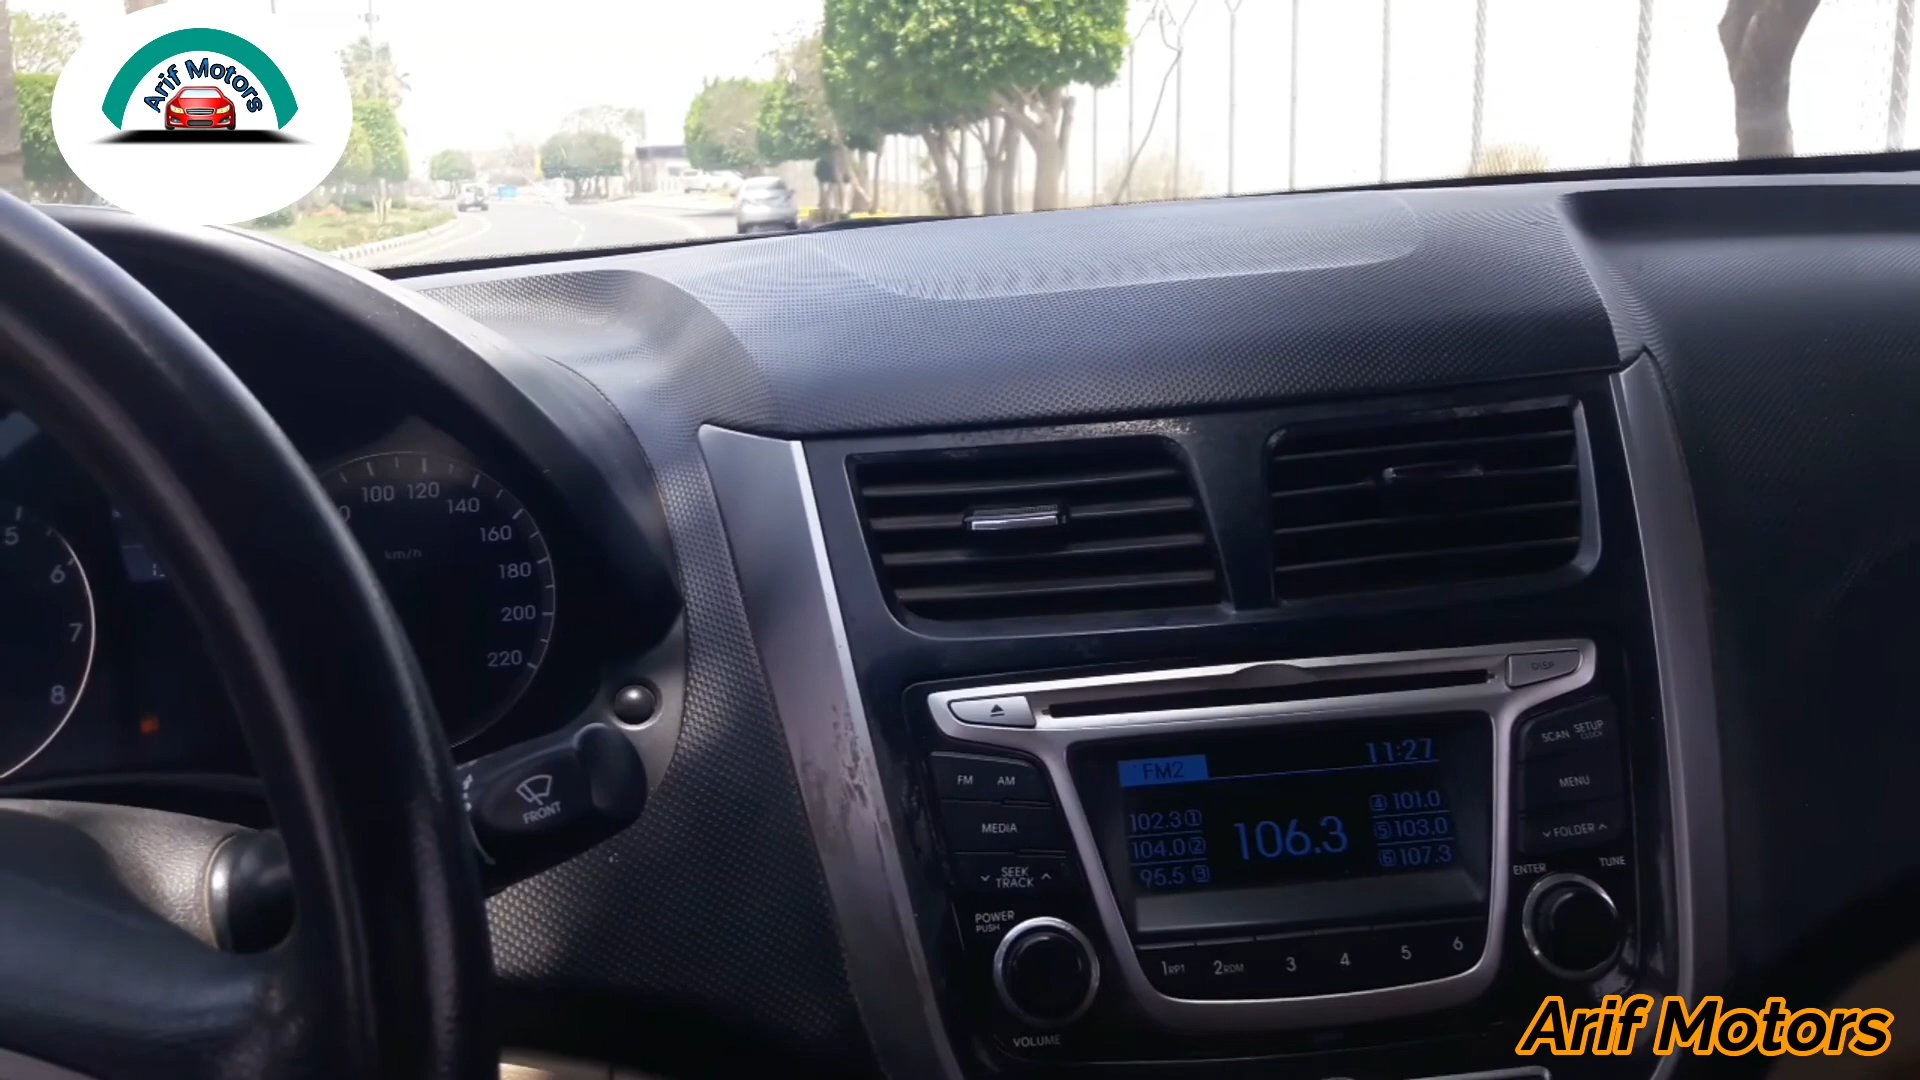 Arif Motors
100 120
140
160
180
200
220
km/h
5
6
7
8
FRONT
DISP
SCAN SETUP
CLOCK
MENU
FOLDER
ENTER TUNE
FM AM
MEDIA
SEEK
TRACK
POWER
PUSH
VOLUME
FM2 11:27
102.3 1
104.0 2
95.5 3
106.3
4 101.0
5 103.0
6 107.3
1 RPT 2 RDM 3 4 5 6
Arif Motors